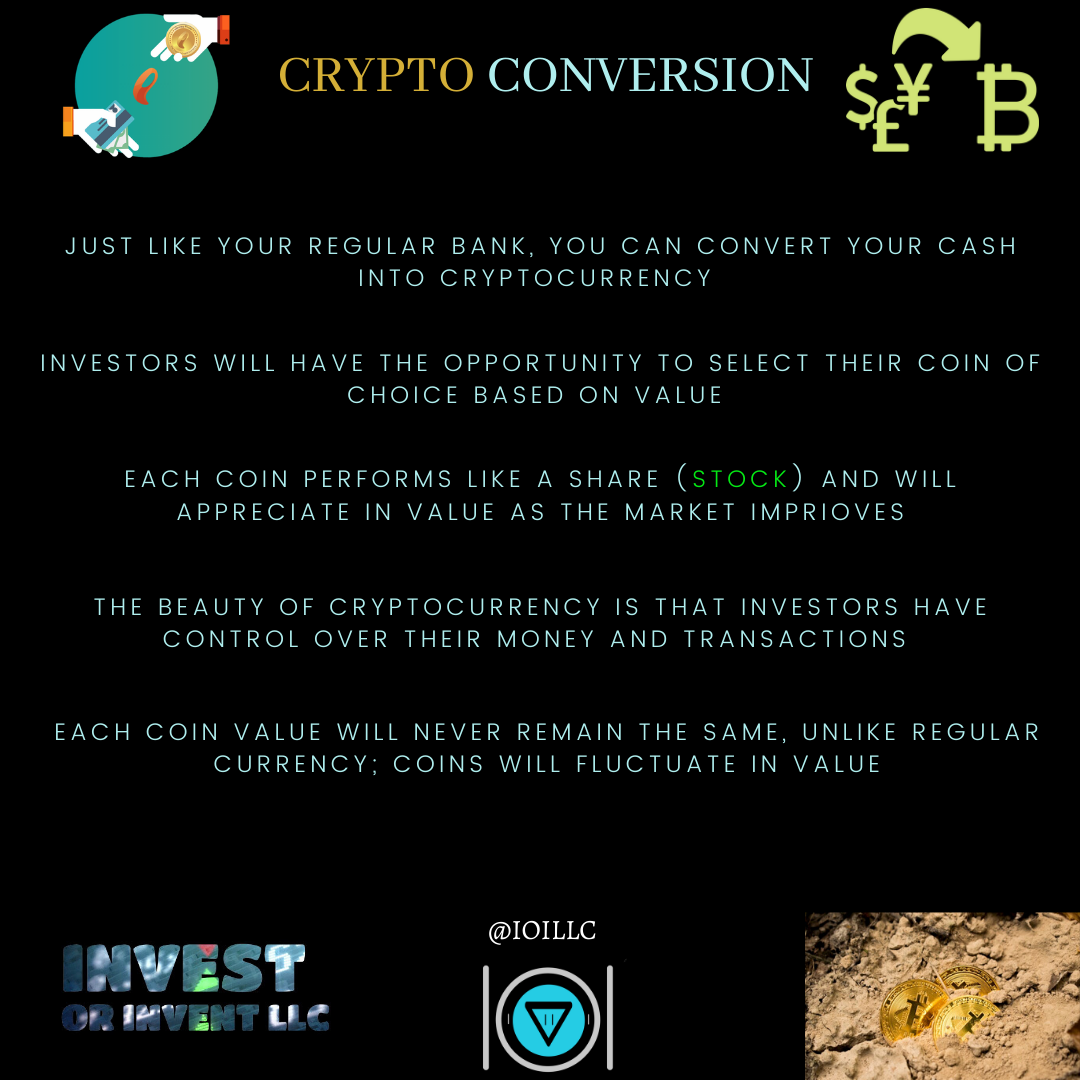 CRYPTO CONVERSION
JUST LIKE YOUR REGULAR BANK, YOU CAN CONVERT YOUR CASH
INTO CRYPTOCURRENCY
INVESTORS WILL HAVE THE OPPORTUNITY TO SELECT THEIR COIN OF
CHOICE BASED ON VALUE
EACH COIN PERFORMS LIKE A SHARE (STOCK) AND WILL
APPRECIATE IN VALUE AS THE MARKET IMPRIOVES
THE BEAUTY OF CRYPTOCURRENCY IS THAT INVESTORS HAVE
CONTROL OVER THEIR MONEY AND TRANSACTIONS
EACH COIN VALUE WILL NEVER REMAIN THE SAME, UNLIKE REGULAR
CURRENCY; COINS WILL FLUCTUATE IN VALUE
@IOILLC
INVEST
OR INVENT LLC